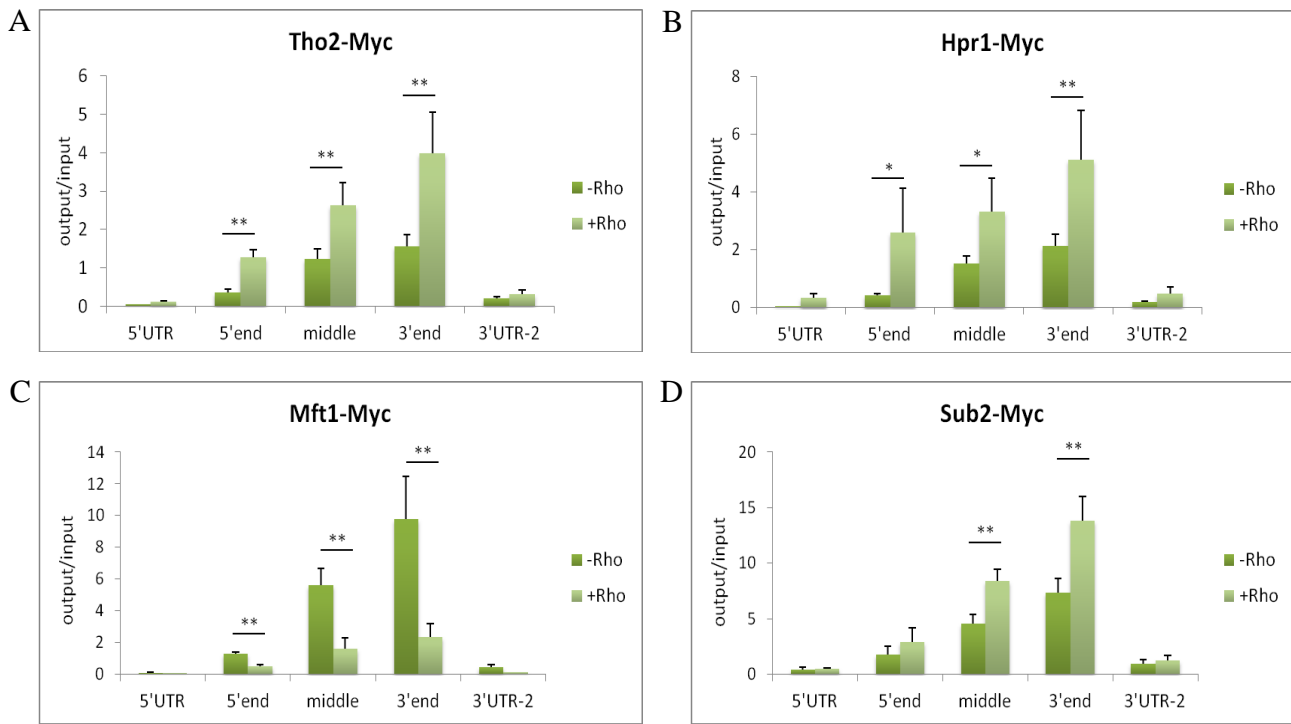 A
Tho2-Myc
output/input
6
5
4
3
2
1
0
**
**
**
5'UTR
5'end
middle
3'end
3'UTR-2
-Rho
+Rho
B
Hpr1-Myc
output/input
8
6
4
2
0
*
*
**
5'UTR
5'end
middle
3'end
3'UTR-2
-Rho
+Rho
C
Mft1-Myc
output/input
14
12
10
8
6
4
2
0
**
**
**
5'UTR
5'end
middle
3'end
3'UTR-2
-Rho
+Rho
D
Sub2-Myc
output/input
20
15
10
5
0
**
**
5'UTR
5'end
middle
3'end
3'UTR-2
-Rho
+Rho